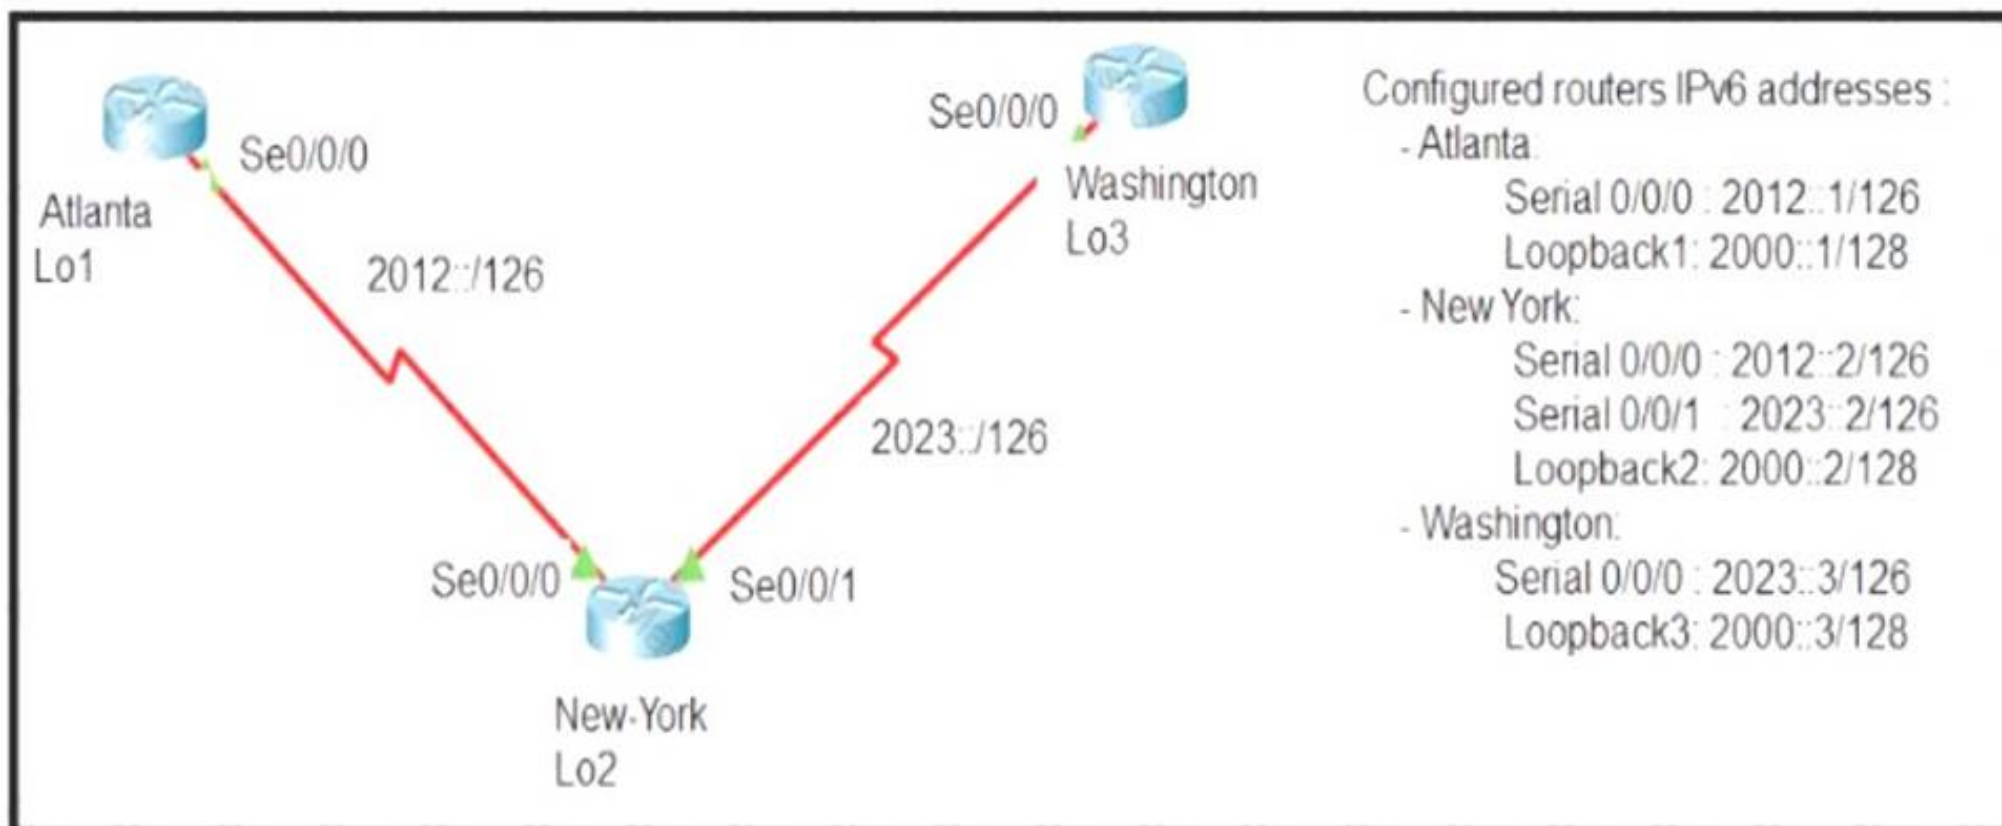 Se0/0/0
Atlanta
Lo1
2012::/126
Se0/0/0
Washington
Lo3
2023::/126
Se0/0/0
Se0/0/1
New-York
Lo2
Configured routers IPv6 addresses :
- Atlanta:
Serial 0/0/0 : 2012::1/126
Loopback1: 2000::1/128
- New York:
Serial 0/0/0 : 2012::2/126
Serial 0/0/1 : 2023::2/126
Loopback2: 2000::2/128
- Washington:
Serial 0/0/0 : 2023::3/126
Loopback3: 2000::3/128